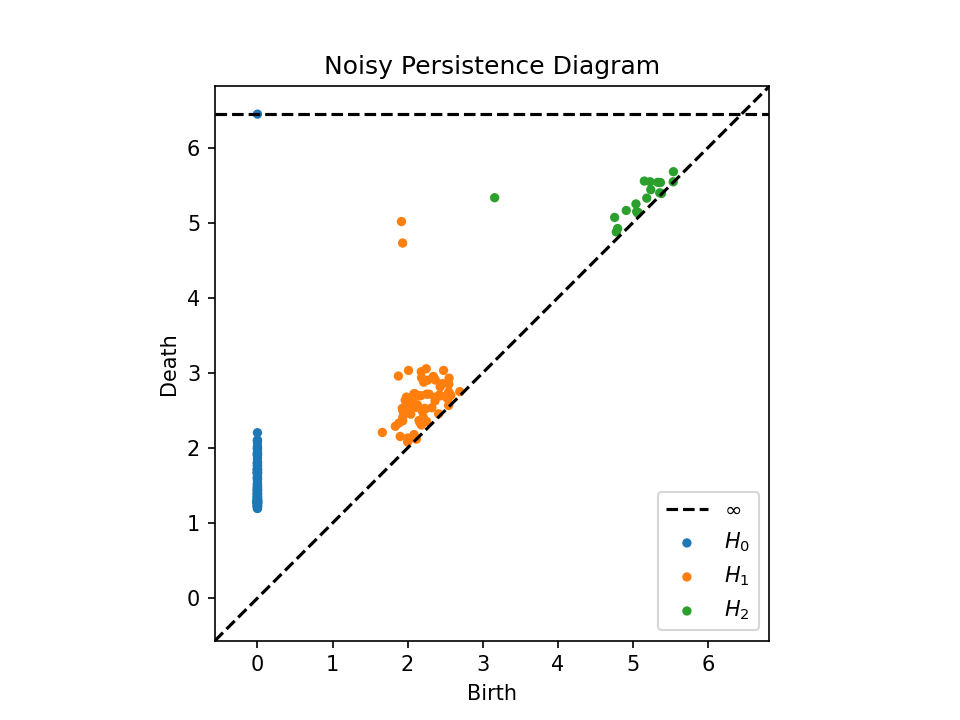 Noisy Persistence Diagram
Death
6
5
4
3
2
1
0
0 1 2 3 4 5 6
Birth
∞
H₀
H₁
H₂